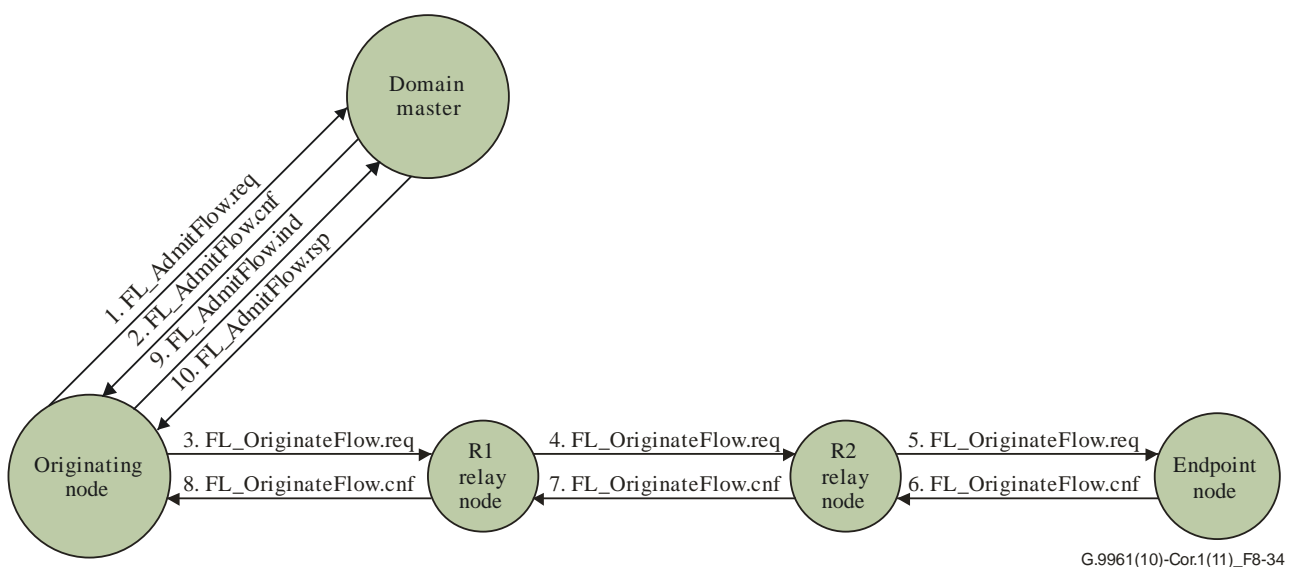 Domain
master
1. FL_AdmitFlow.req
2. FL_AdmitFlow.cnf
9. FL_AdmitFlow.ind
10. FL_AdmitFlow.rsp
Originating
node
3. FL_OriginateFlow.req
8. FL_OriginateFlow.cnf
R1
relay
node
4. FL_OriginateFlow.req
7. FL_OriginateFlow.cnf
R2
relay
node
5. FL_OriginateFlow.req
6. FL_OriginateFlow.cnf
Endpoint
node
G.9961(10)-Cor.1(11)_F8-34